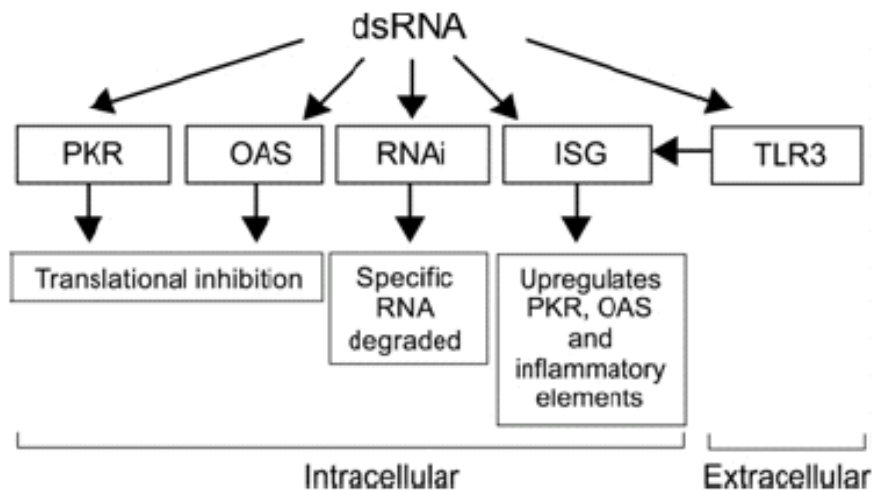 dsRNA
PKR
OAS
RNAi
ISG
TLR3
Translational inhibition
Specific
RNA
degraded
Upregulates
PKR, OAS
and
inflammatory
elements
Intracellular
Extracellular